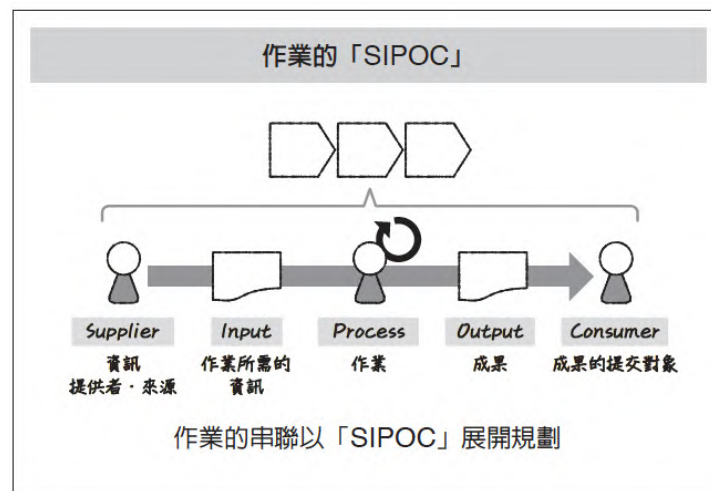 作業的「SIPOC」
Supplier
Input
Process
Output
Consumer
資訊
提供者·來源
作業所需的
資訊
作業
成果
成果的提交對象
作業的串聯以「SIPOC」展開規劃